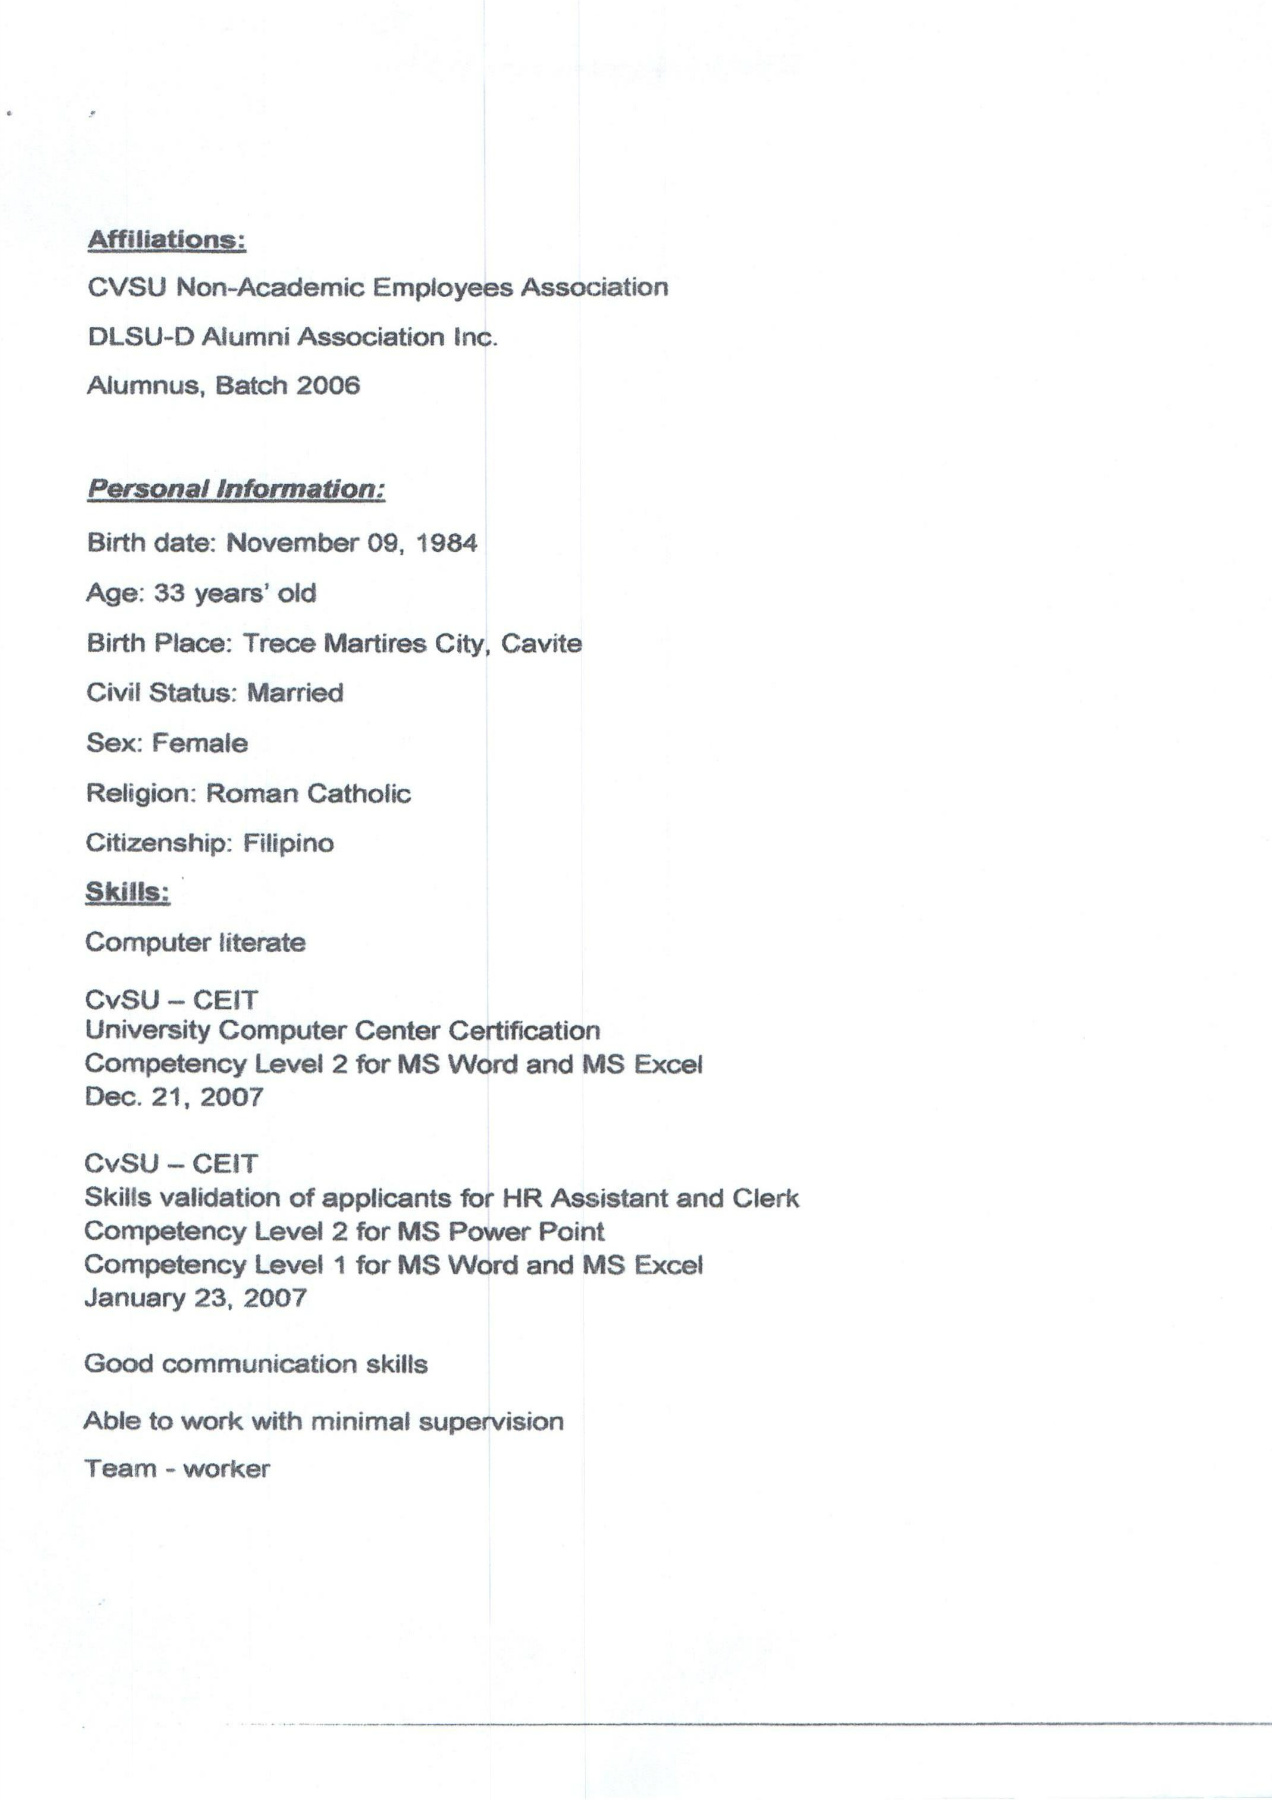 Affiliations:
CVSU Non-Academic Employees Association
DLSU-D Alumni Association Inc.
Alumnus, Batch 2006
Personal Information:
Birth date: November 09, 1984
Age: 33 years’ old
Birth Place: Trece Martires City, Cavite
Civil Status: Married
Sex: Female
Religion: Roman Catholic
Citizenship: Filipino
Skills:
Computer literate
CvSU – CEIT
University Computer Center Certification
Competency Level 2 for MS Word and MS Excel
Dec. 21, 2007
CvSU – CEIT
Skills validation of applicants for HR Assistant and Clerk
Competency Level 2 for MS Power Point
Competency Level 1 for MS Word and MS Excel
January 23, 2007
Good communication skills
Able to work with minimal supervision
Team - worker